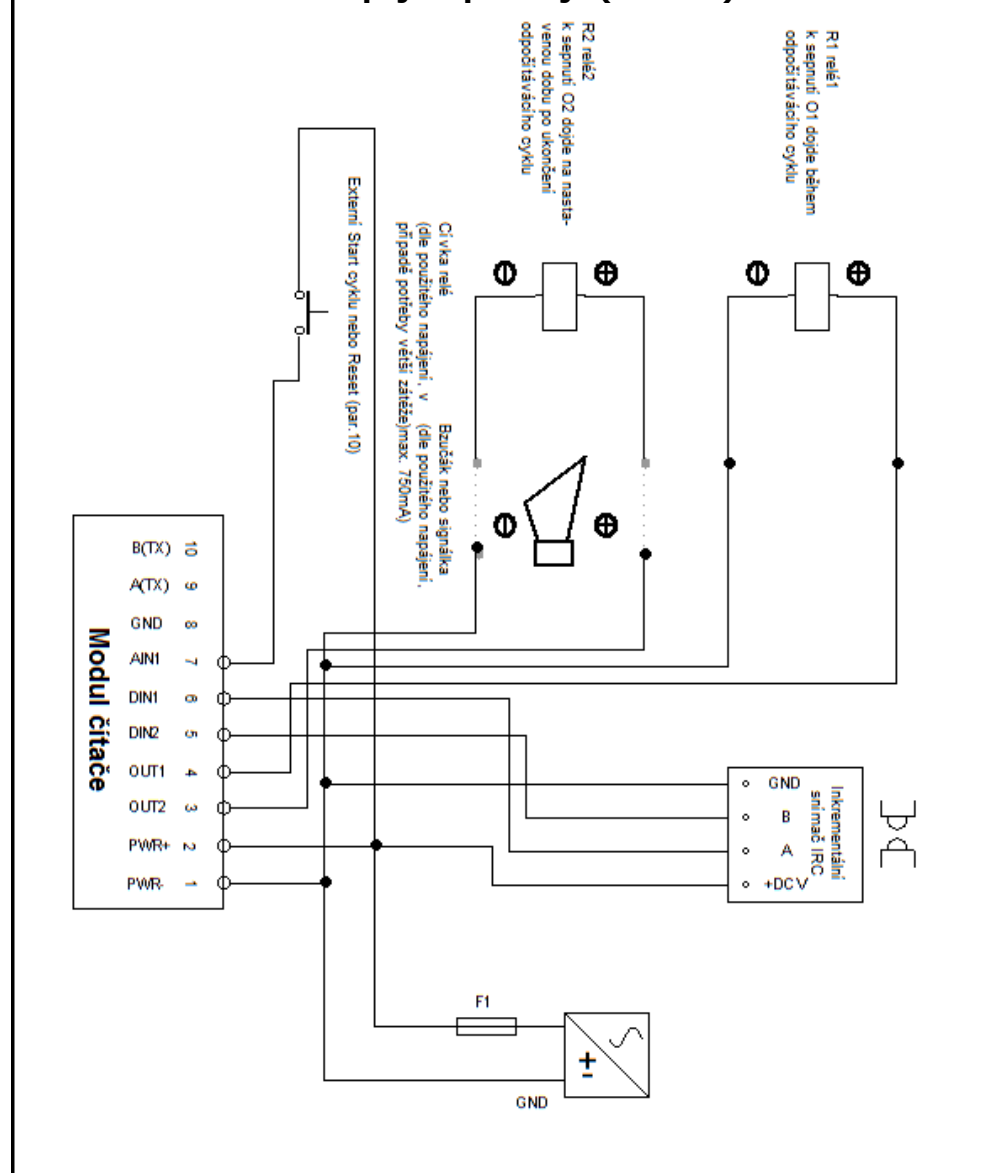 R1 relé1
k sepnutí O1 dojde během
odpočítávácího cyklu
R2 relé2
k sepnutí O2 dojde na nasta-
venou dobu po ukončení
odpočítávácího cyklu
Externí Start cyklu nebo Reset (par.10)
Cívka relé
(dle použitého napájení, v
případě potřeby větší zátěže)
Bzučák nebo signálka
(dle použitého napájení,
max. 750mA)
Modul čítače
B(TX) 10
A(TX) 9
GND 8
AIN1 7
DIN1 6
DIN2 5
OUT1 4
OUT2 3
PWR+ 2
PWR- 1
Inkrementální
snímač IRC
GND
B
A
+DCV
F1
+-
GND